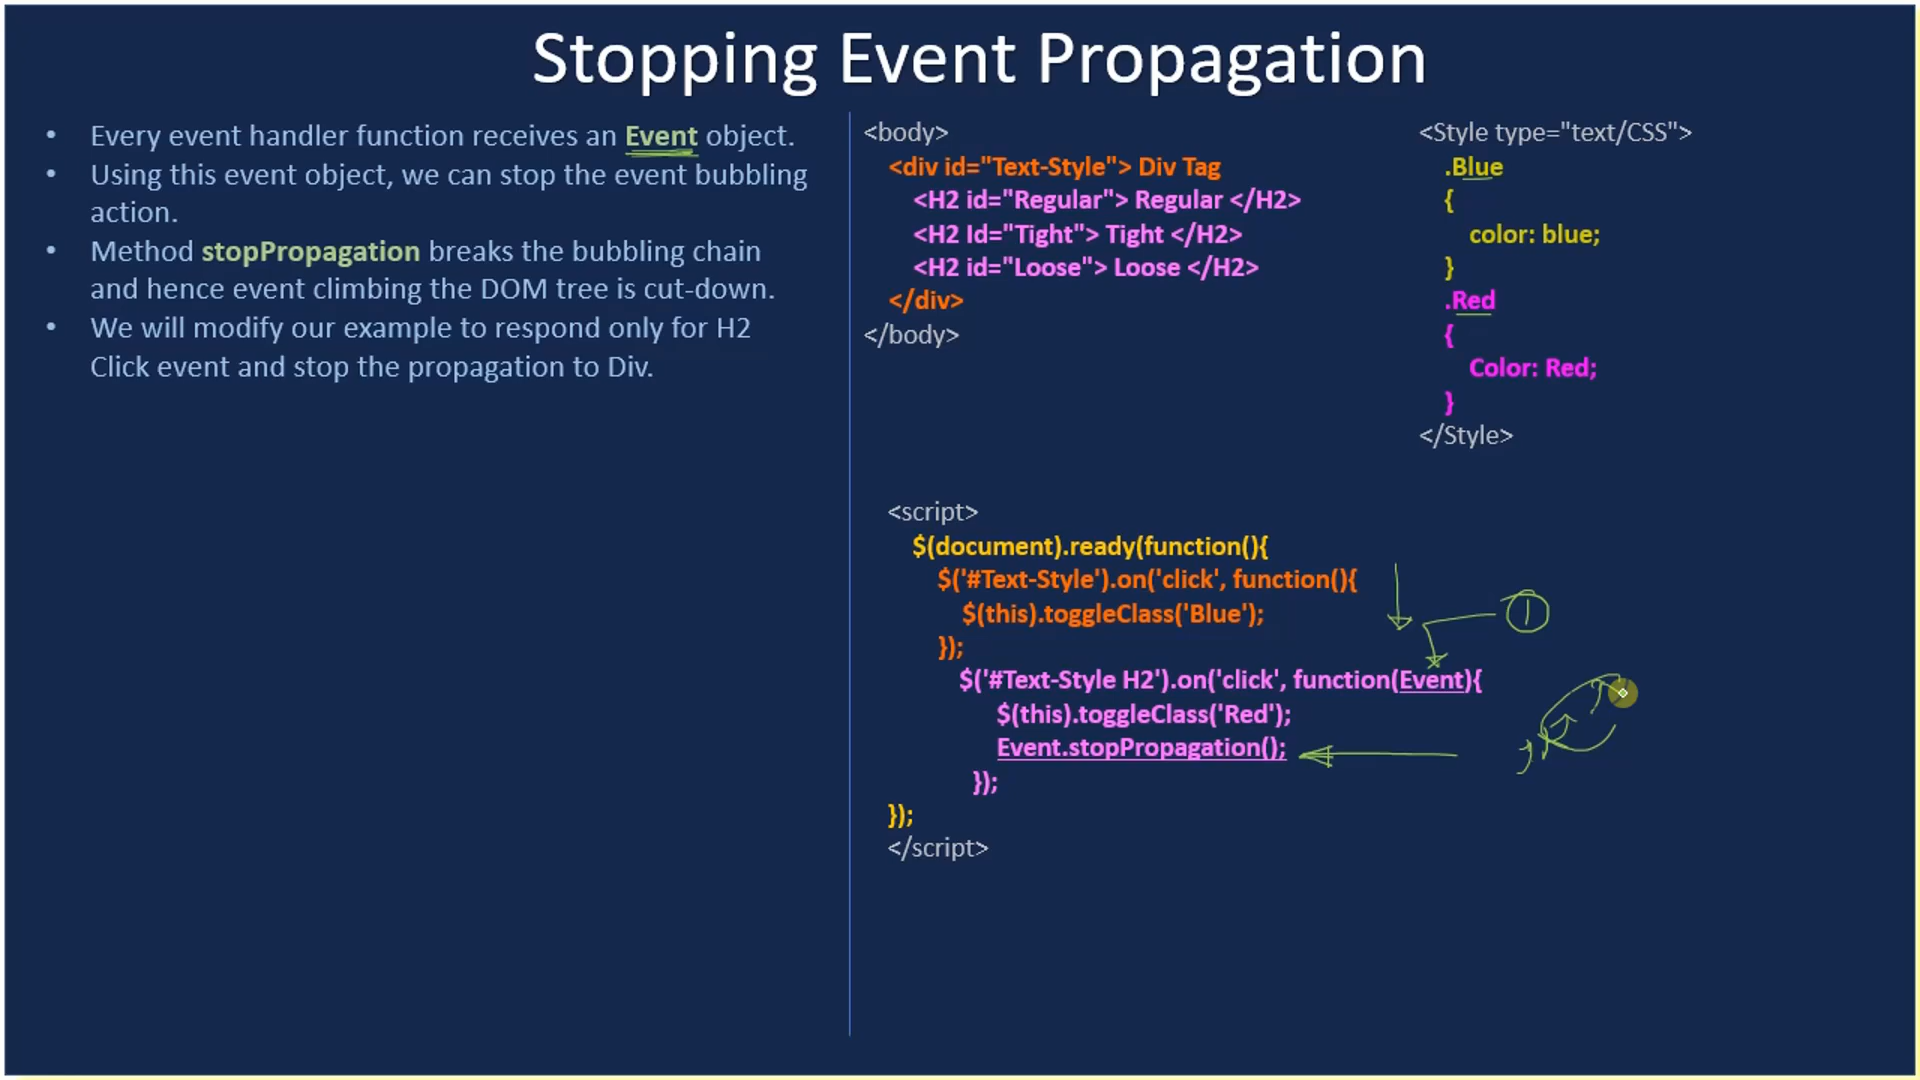 Stopping Event Propagation
• Every event handler function receives an Event object.
• Using this event object, we can stop the event bubbling
action.
• Method stopPropagation breaks the bubbling chain
and hence event climbing the DOM tree is cut-down.
• We will modify our example to respond only for H2
Click event and stop the propagation to Div.
<body>
<div id="Text-Style"> Div Tag
<H2 id="Regular"> Regular </H2>
<H2 Id="Tight"> Tight </H2>
<H2 id="Loose"> Loose </H2>
</div>
</body>
<Style type="text/CSS">
.Blue
{
color: blue;
}
.Red
{
Color: Red;
}
</Style>
<script>
$(document).ready(function(){
$('#Text-Style').on('click', function(){
$(this).toggleClass('Blue');
});
$('#Text-Style H2').on('click', function(Event){
$(this).toggleClass('Red');
Event.stopPropagation();
});
});
</script>
1